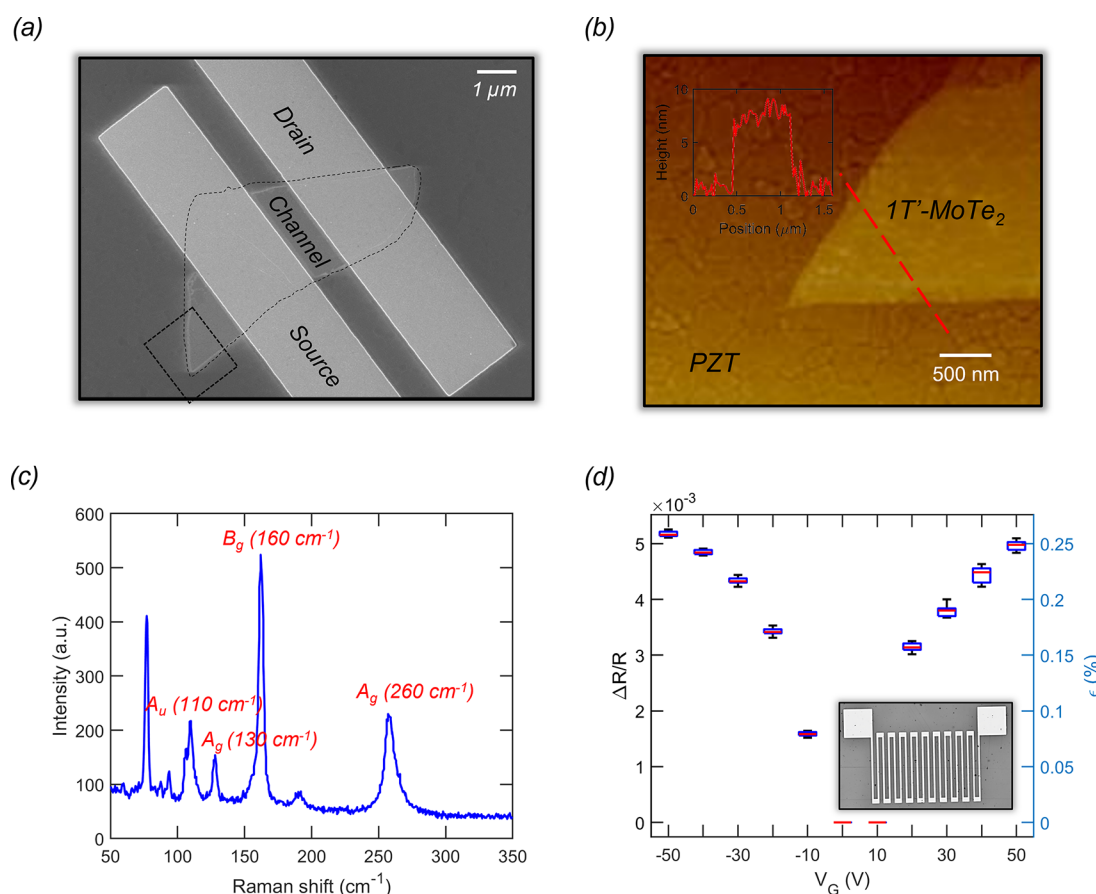 (a)
1 μm
Drain
Channel
Source
(b)
10
5
0
Height (nm)
0
0.5
1
1.5
Position (μm)
1T'-MoTe2
PZT
500 nm
(c)
600
500
400
300
200
100
0
Intensity (a.u.)
Bg (160 cm-1)
Au (110 cm-1)
Ag (130 cm-1)
Ag (260 cm-1)
50 100 150 200 250 300 350
Raman shift (cm-1)
(d)
×10-3
5
4
3
2
1
0
ΔR/R
0.25
0.2
0.15
0.1
0.05
0
ϵ (%)
-50 -30 -10 10 30 50
VG (V)